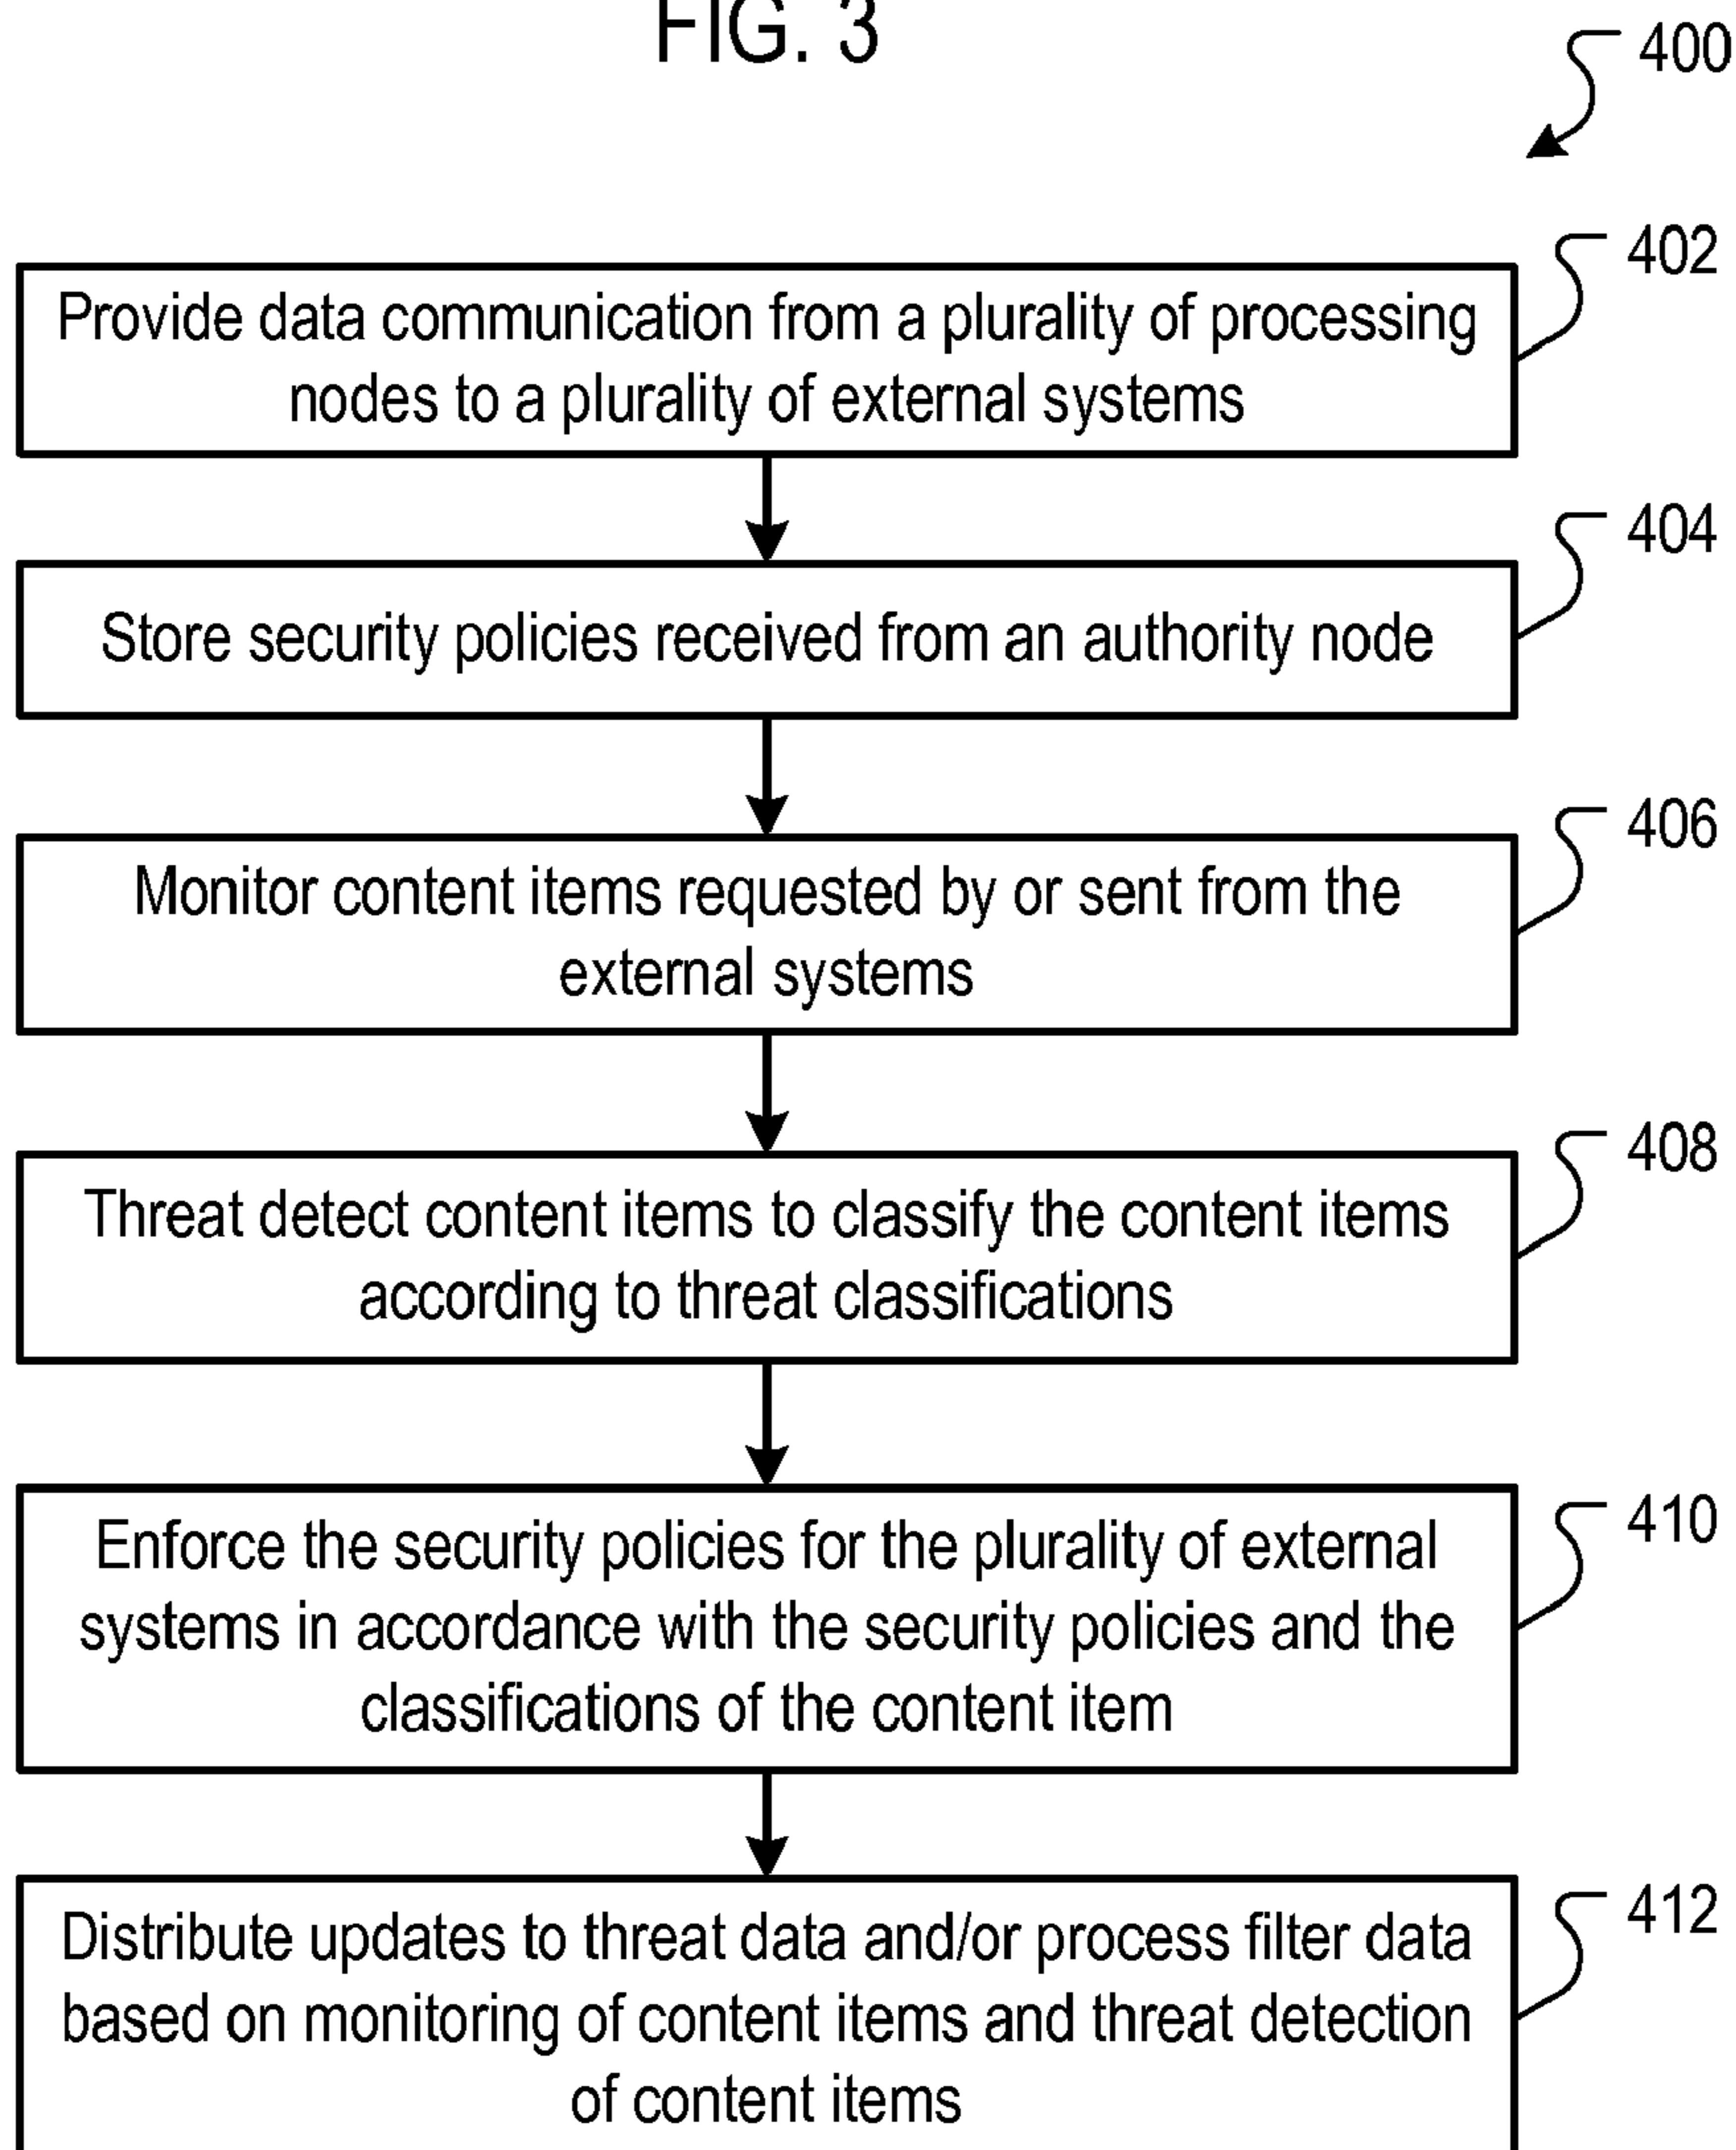 FIG. 3
400
402
Provide data communication from a plurality of processing
nodes to a plurality of external systems
404
Store security policies received from an authority node
406
Monitor content items requested by or sent from the
external systems
408
Threat detect content items to classify the content items
according to threat classifications
410
Enforce the security policies for the plurality of external
systems in accordance with the security policies and the
classifications of the content item
412
Distribute updates to threat data and/or process filter data
based on monitoring of content items and threat detection
of content items